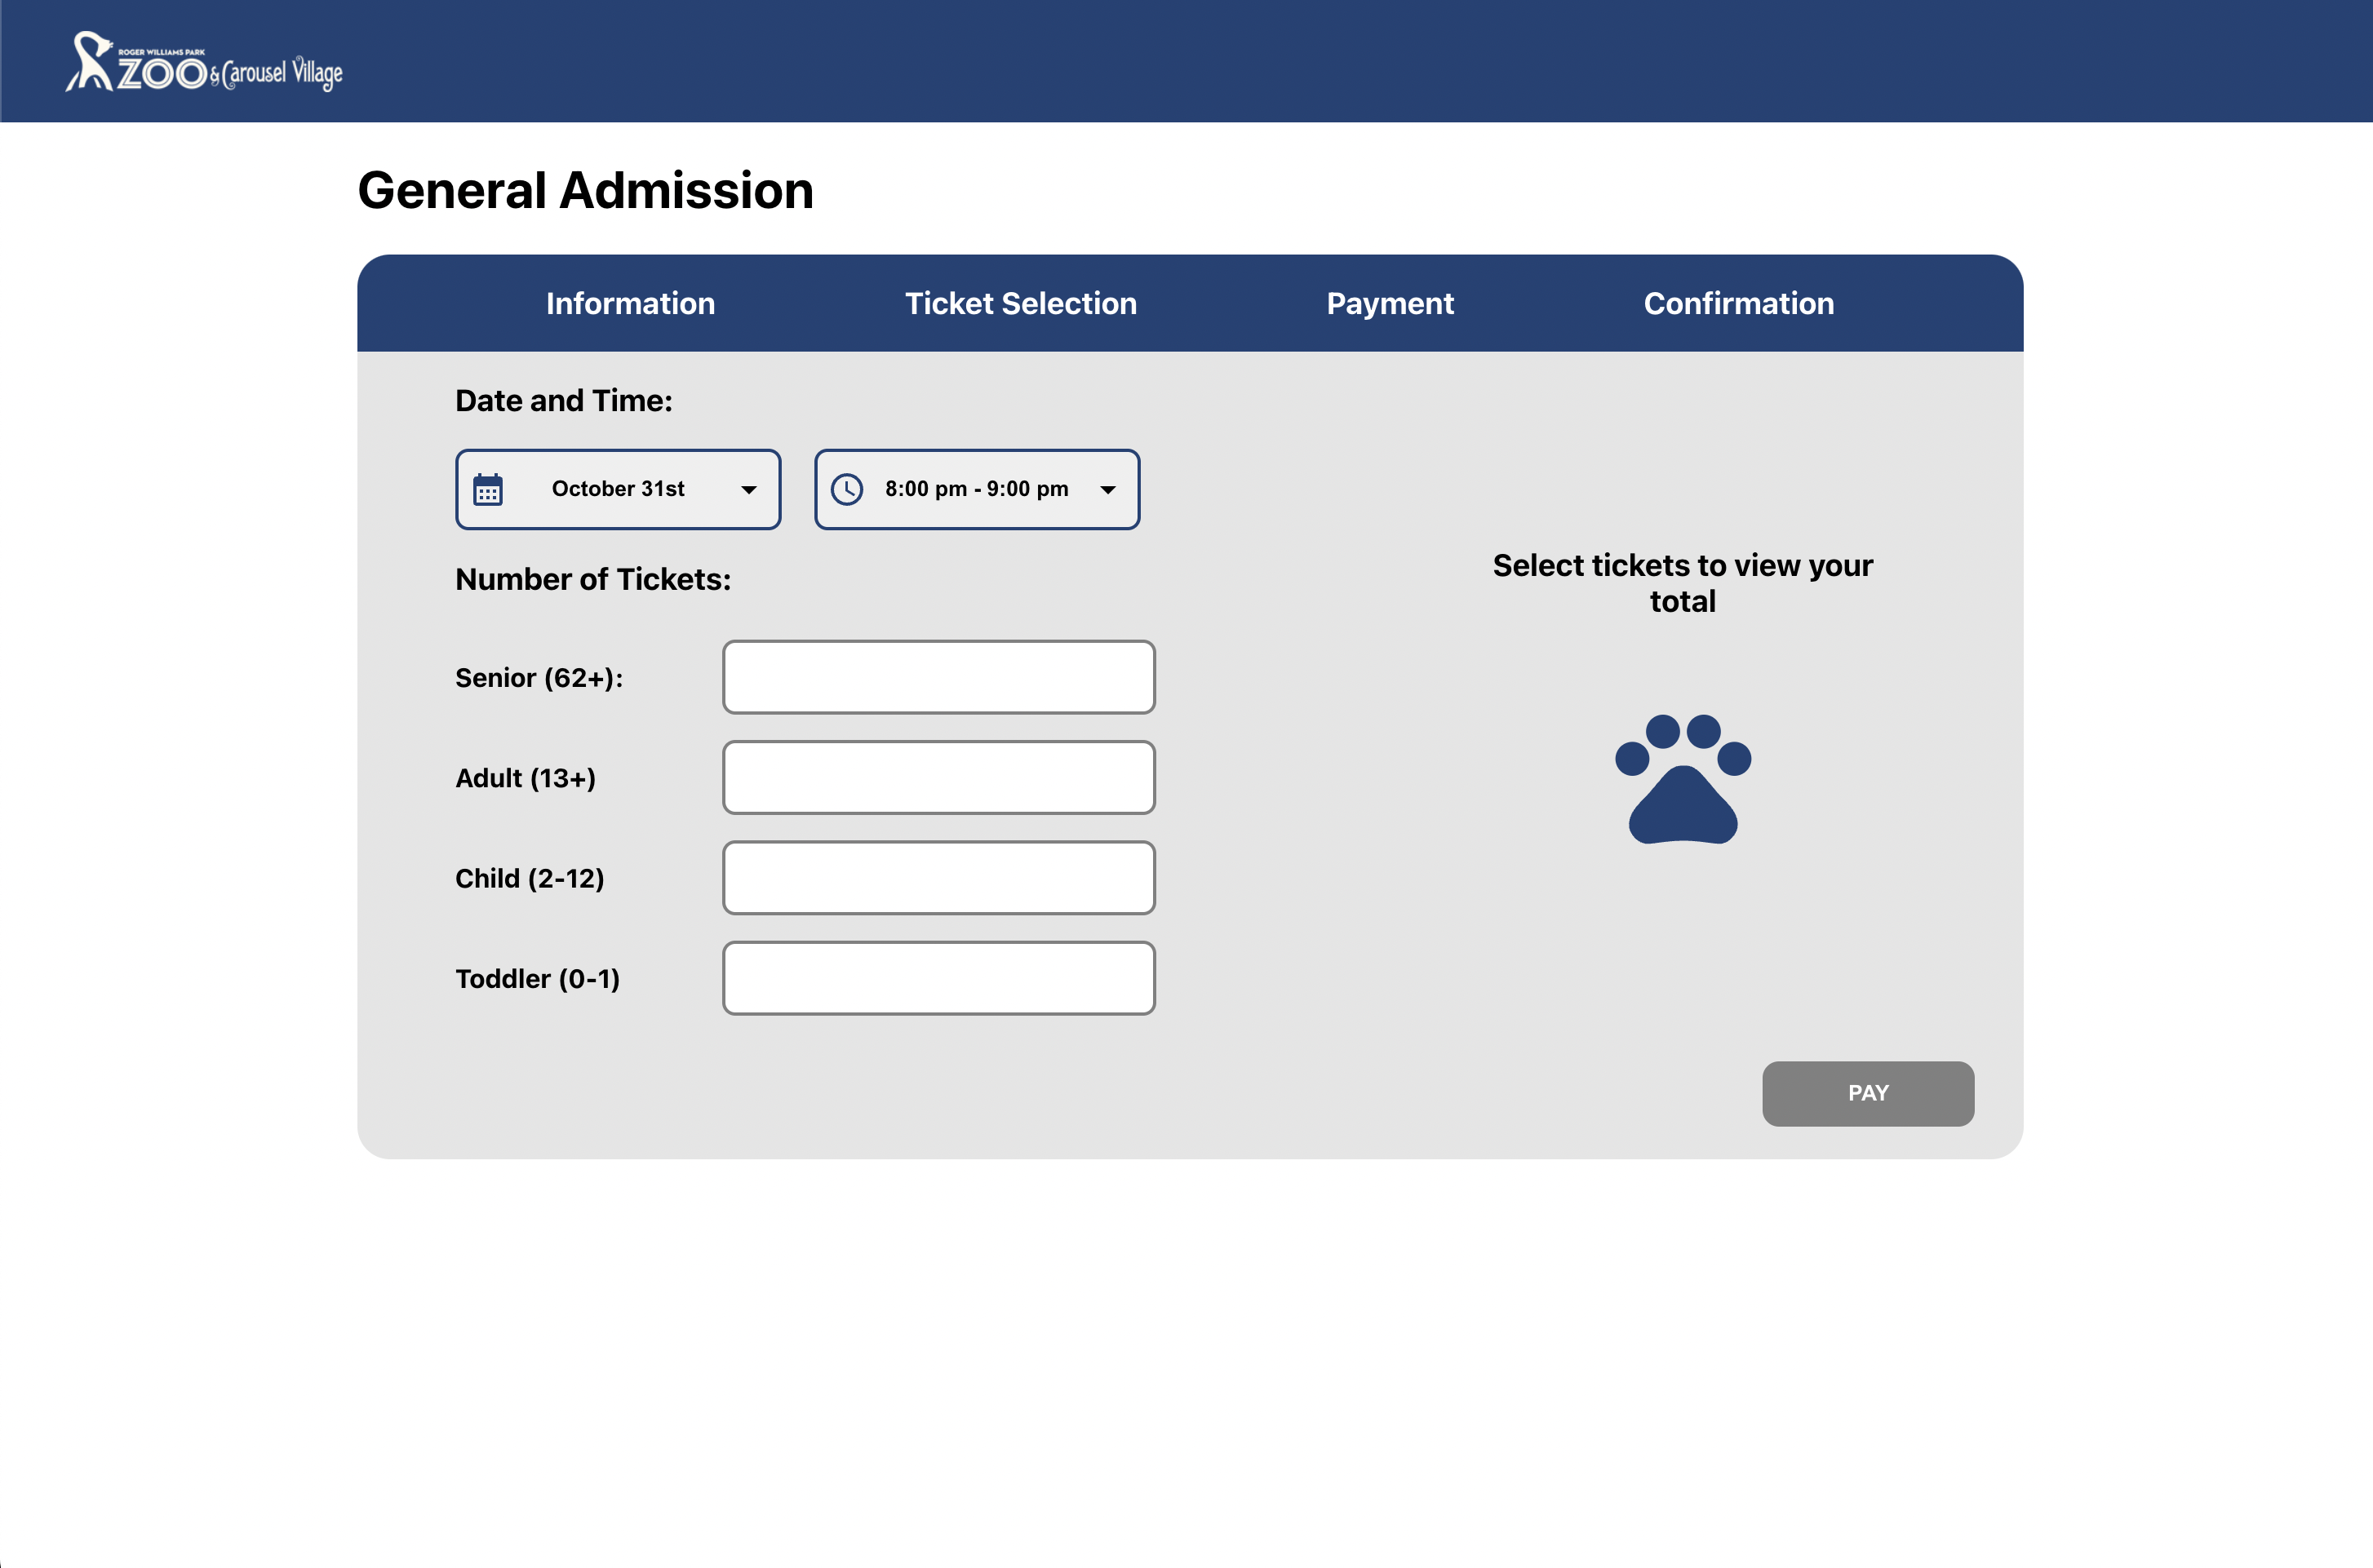 ROGER WILLIAMS PARK
ZOO & Carousel Village
General Admission
Information Ticket Selection Payment Confirmation
Date and Time:
October 31st 8:00 pm - 9:00 pm
Number of Tickets:
Select tickets to view your
total
Senior (62+):
Adult (13+)
Child (2-12)
Toddler (0-1)
PAY